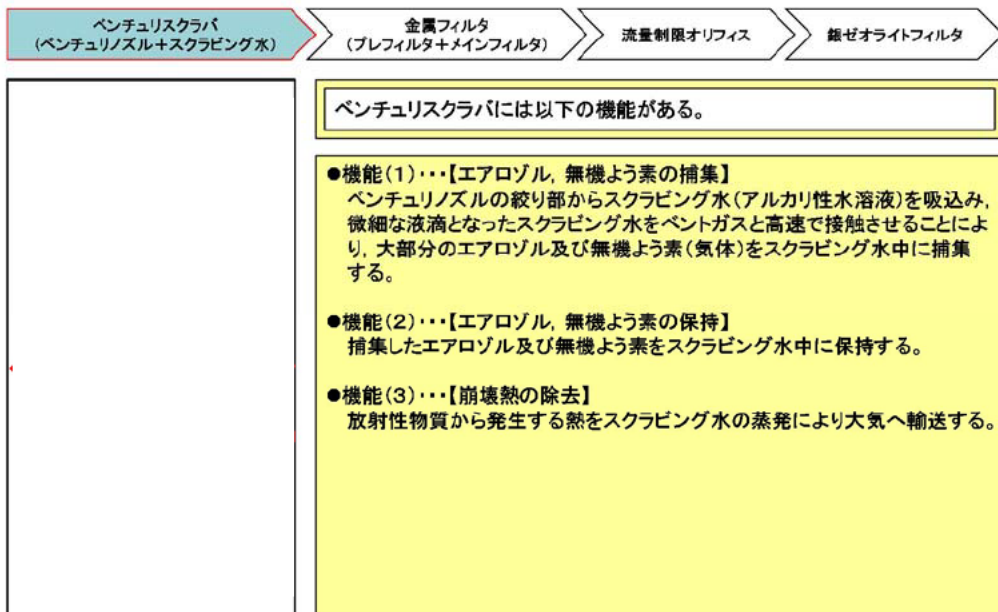 ベンチュリスクラバ
(ベンチュリノズル＋スクラビング水)
金属フィルタ
(プレフィルタ＋メインフィルタ)
流量制限オリフィス
銀ゼオライトフィルタ
ベンチュリスクラバには以下の機能がある。
●機能(1)･･･【エアロゾル，無機よう素の捕集】
ベンチュリノズルの絞り部からスクラビング水(アルカリ性水溶液)を吸込み，
微細な液滴となったスクラビング水をベントガスと高速で接触させることによ
り，大部分のエアロゾル及び無機よう素(気体)をスクラビング水中に捕集
する。
●機能(2)･･･【エアロゾル，無機よう素の保持】
捕集したエアロゾル及び無機よう素をスクラビング水中に保持する。
●機能(3)･･･【崩壊熱の除去】
放射性物質から発生する熱をスクラビング水の蒸発により大気へ輸送する。